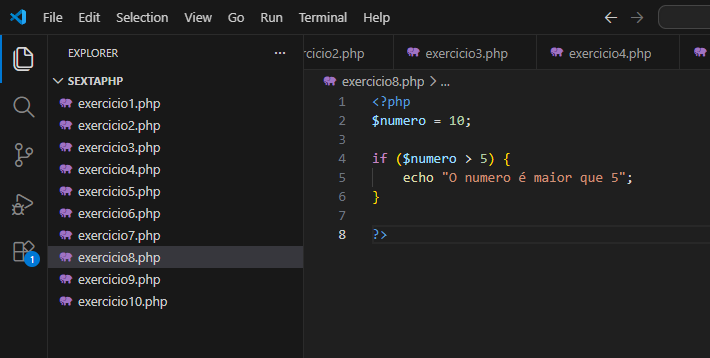 File Edit Selection View Go Run Terminal Help
EXPLORER ...
rcicio2.php exercicio3.php exercicio4.php
SEXTAPHP
exercicio1.php
exercicio2.php
exercicio3.php
exercicio4.php
exercicio5.php
exercicio6.php
exercicio7.php
exercicio8.php
exercicio9.php
exercicio10.php
1
exercicio8.php > ...
1 <?php
2 $numero = 10;
3
4 if ($numero > 5) {
5 echo "O numero é maior que 5";
6 }
7
8 ?>